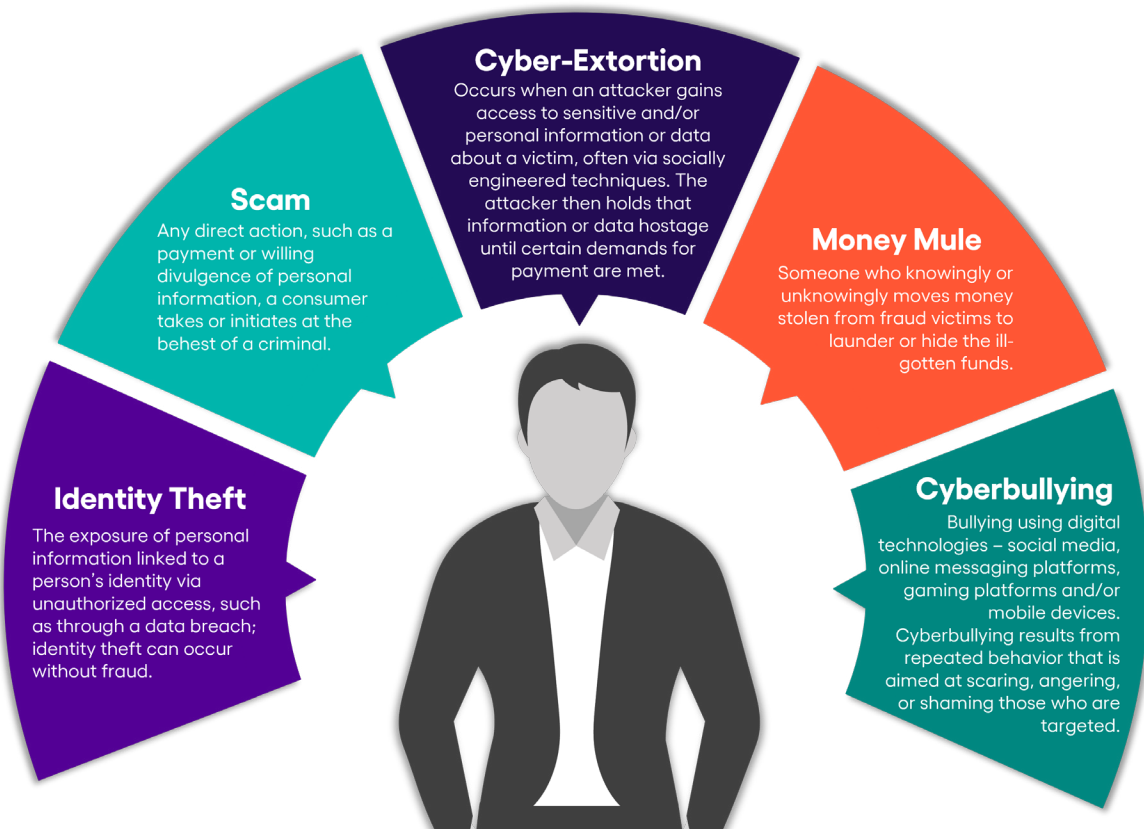 Cyber-Extortion
Occurs when an attacker gains
access to sensitive and/or
personal information or data
about a victim, often via socially
engineered techniques. The
attacker then holds that
information or data hostage
until certain demands for
payment are met.
Scam
Any direct action, such as a
payment or willing
divulgence of personal
information, a consumer
takes or initiates at the
behest of a criminal.
Money Mule
Someone who knowingly or
unknowingly moves money
stolen from fraud victims to
launder or hide the ill-
gotten funds.
Identity Theft
The exposure of personal
information linked to a
person's identity via
unauthorized access, such
as through a data breach;
identity theft can occur
without fraud.
Cyberbullying
Bullying using digital
technologies – social media,
online messaging platforms,
gaming platforms and/or
mobile devices.
Cyberbullying results from
repeated behavior that is
aimed at scaring, angering,
or shaming those who are
targeted.